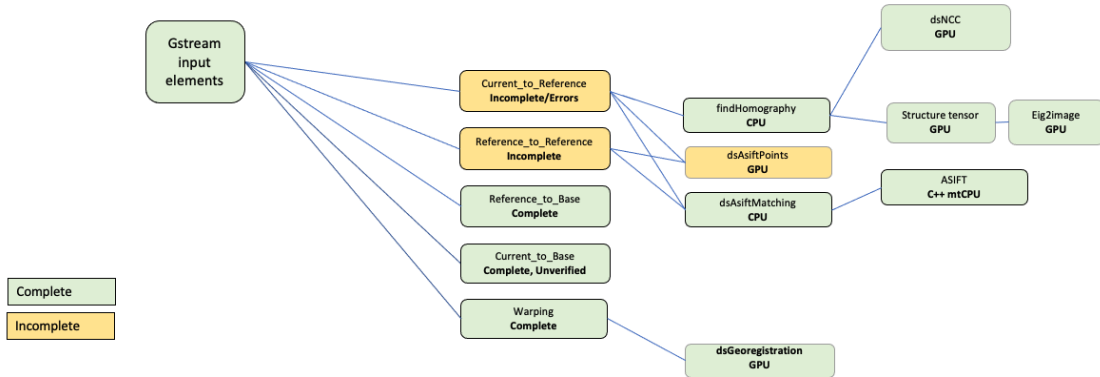 Gstream
input
elements
Current_to_Reference
Incomplete/Errors
Reference_to_Reference
Incomplete
Reference_to_Base
Complete
Current_to_Base
Complete, Unverified
Warping
Complete
findHomography
CPU
dsAsiftPoints
GPU
dsAsiftMatching
CPU
dsGeoregistration
GPU
dsNCC
GPU
Structure tensor
GPU
Eig2image
GPU
ASIFT
C++ mtCPU
Complete
Incomplete